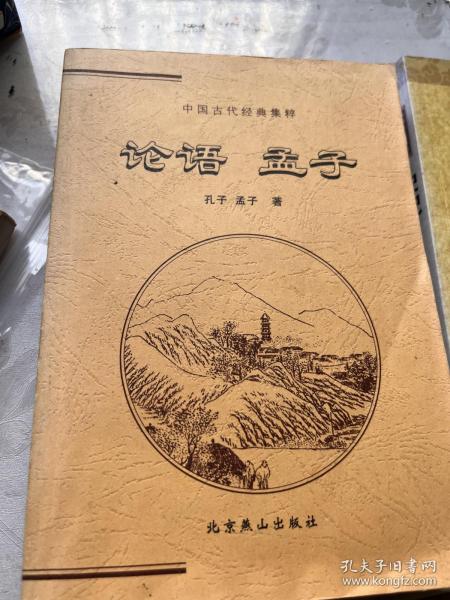 中国古代经典集粹
论语 孟子
孔子 孟子 著
北京燕山出版社
孔夫子旧书网
www.kongfz.com